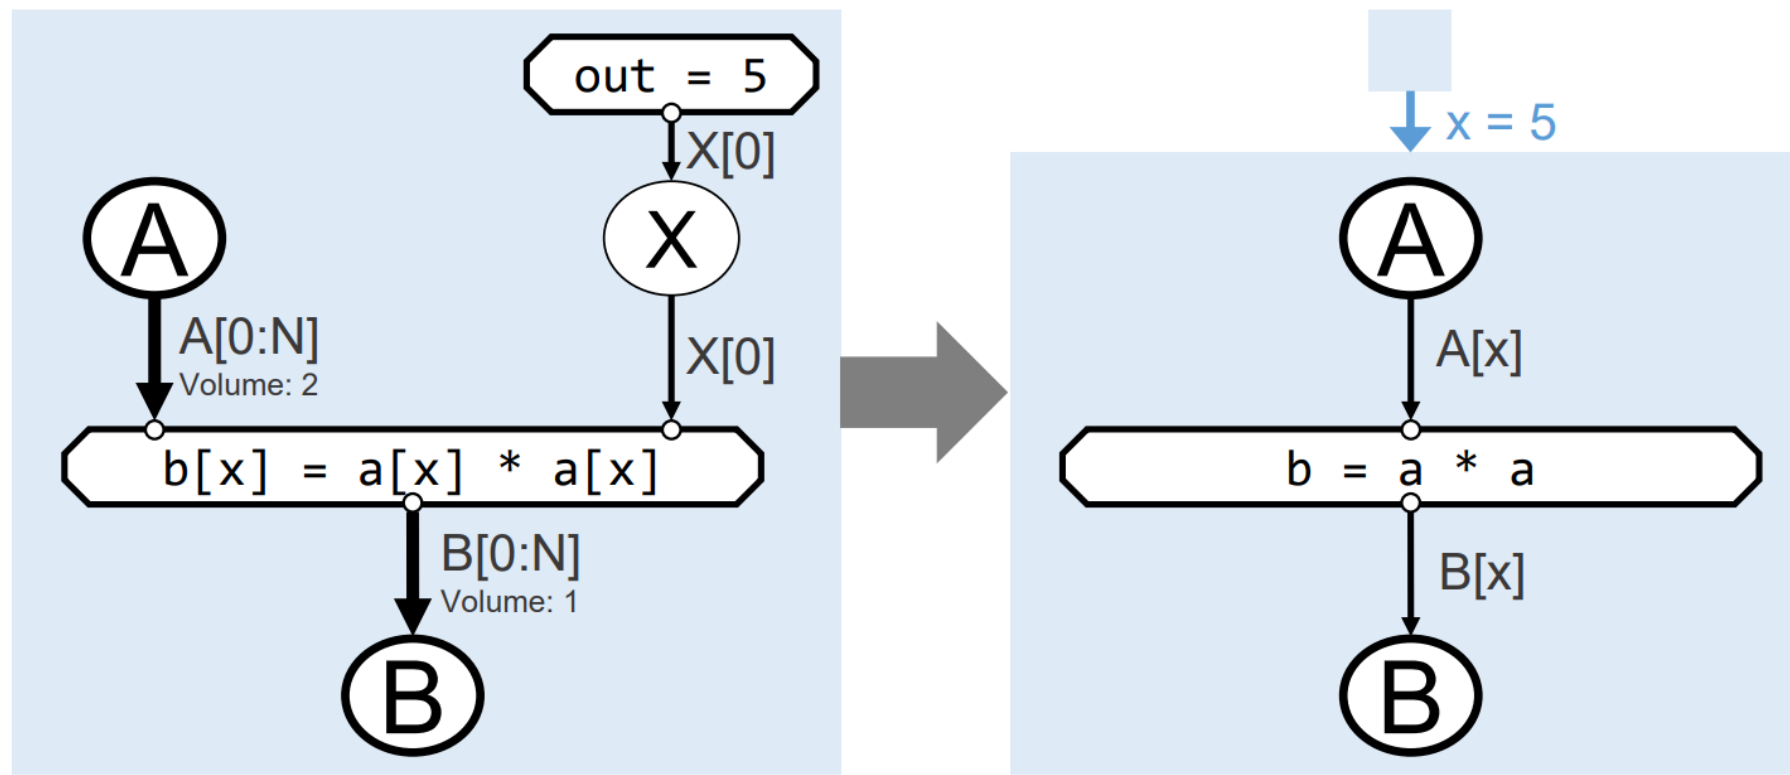 out = 5
X[0]
A
X
A[0:N]
Volume: 2
X[0]
b[x] = a[x] * a[x]
B[0:N]
Volume: 1
B
x = 5
A
A[x]
b = a * a
B[x]
B